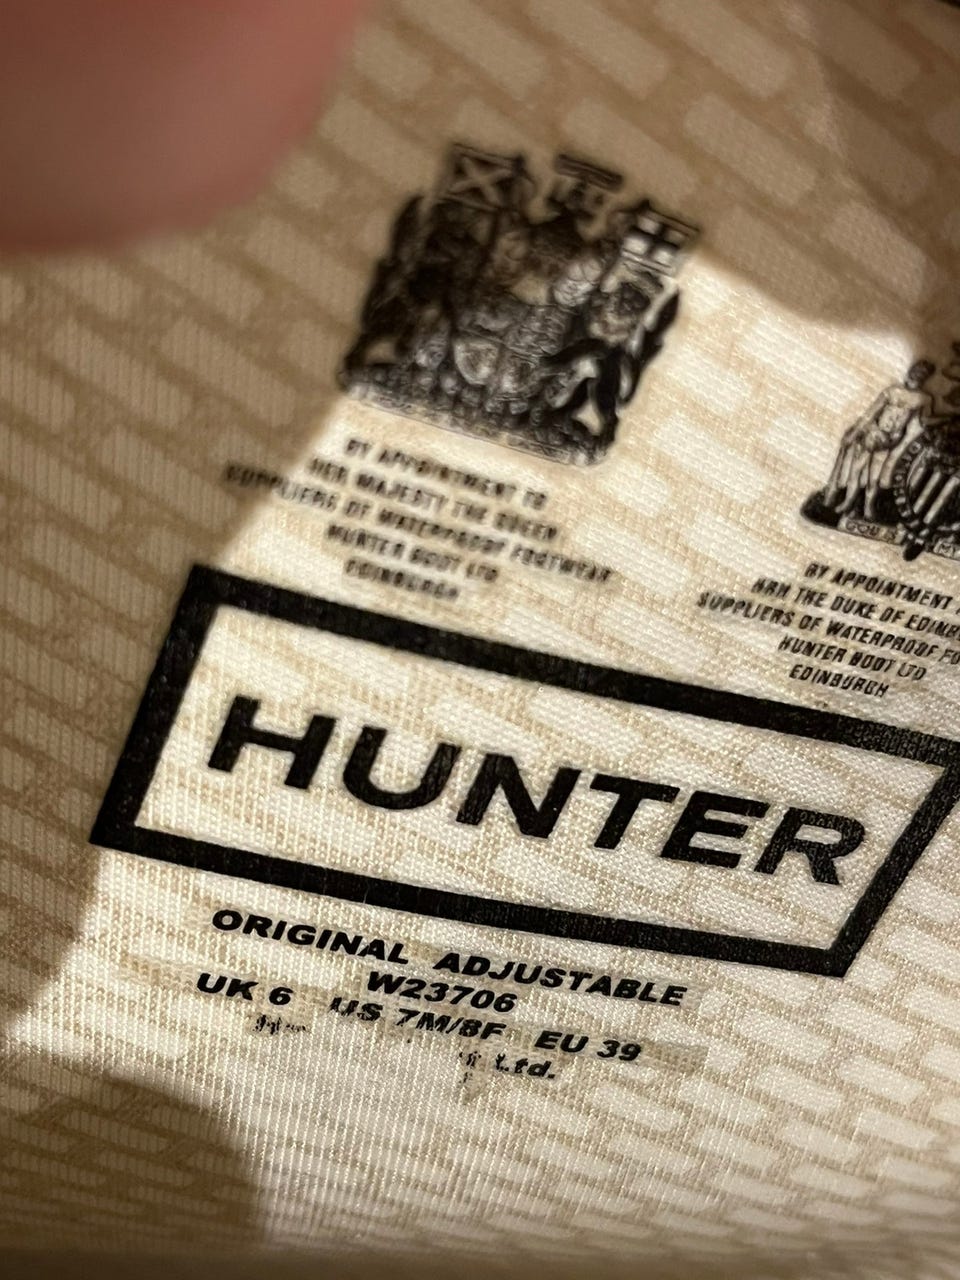 BY APPOINTMENT TO
HER MAJESTY THE QUEEN
SUPPLIERS OF WATERPROOF FOOTWEAR
HUNTER BOOT LTD
EDINBURGH
BY APPOINTMENT
HRH THE DUKE OF
SUPPLIERS OF WATERPROOF
HUNTER BOOT LTD
EDINBURGH
HUNTER
ORIGINAL ADJUSTABLE
W23706
UK 6 US 7M/8F EU 39
Ltd.